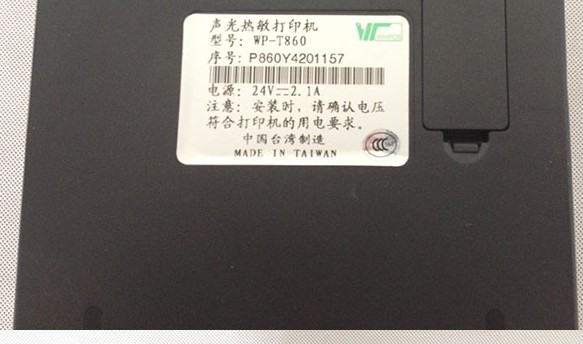 声光热敏打印机
型号: WP-T860
序号: P860Y4201157
电源: 24V⎓2.1A
注意: 安装时, 请确认电压
符合打印机的用电要求。
中国台湾制造
MADE IN TAIWAN